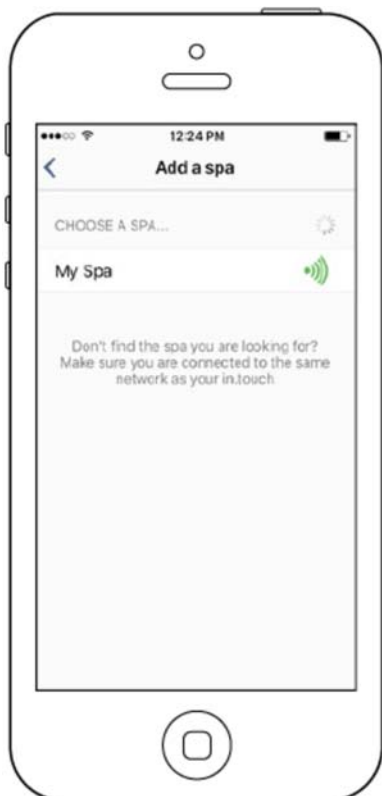 12:24 PM
Add a spa
CHOOSE A SPA...
My Spa
Don't find the spa you are looking for?
Make sure you are connected to the same
network as your in.touch